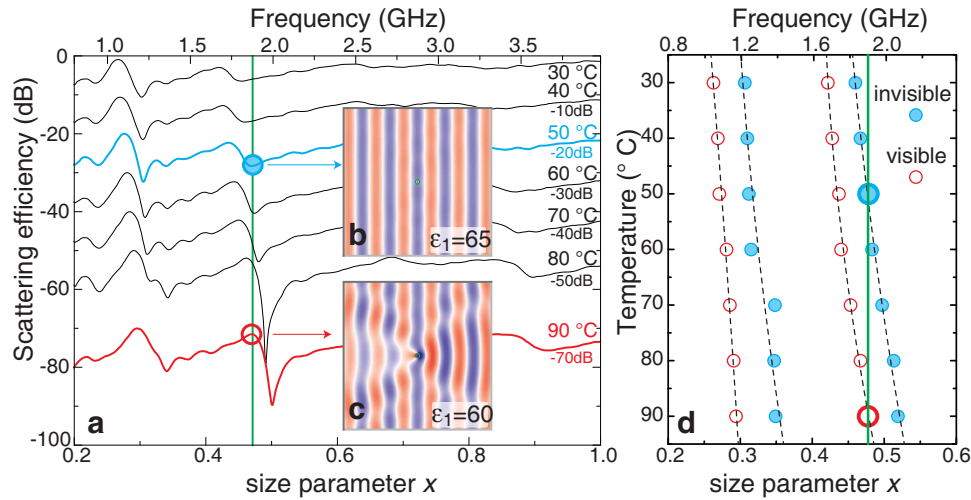 Frequency (GHz)
1.0 1.5 2.0 2.5 3.0 3.5
Scattering efficiency (dB)
0
-20
-40
-60
-80
-100
30 °C
40 °C
-10dB
50 °C
-20dB
60 °C
-30dB
70 °C
-40dB
80 °C
-50dB
90 °C
-70dB
b
ε1=65
c
ε1=60
a
0.2 0.4 0.6 0.8 1.0
size parameter x
Frequency (GHz)
0.8 1.2 1.6 2.0
Temperature (° C)
30
40
50
60
70
80
90
invisible
visible
d
0.2 0.3 0.4 0.5 0.6
size parameter x